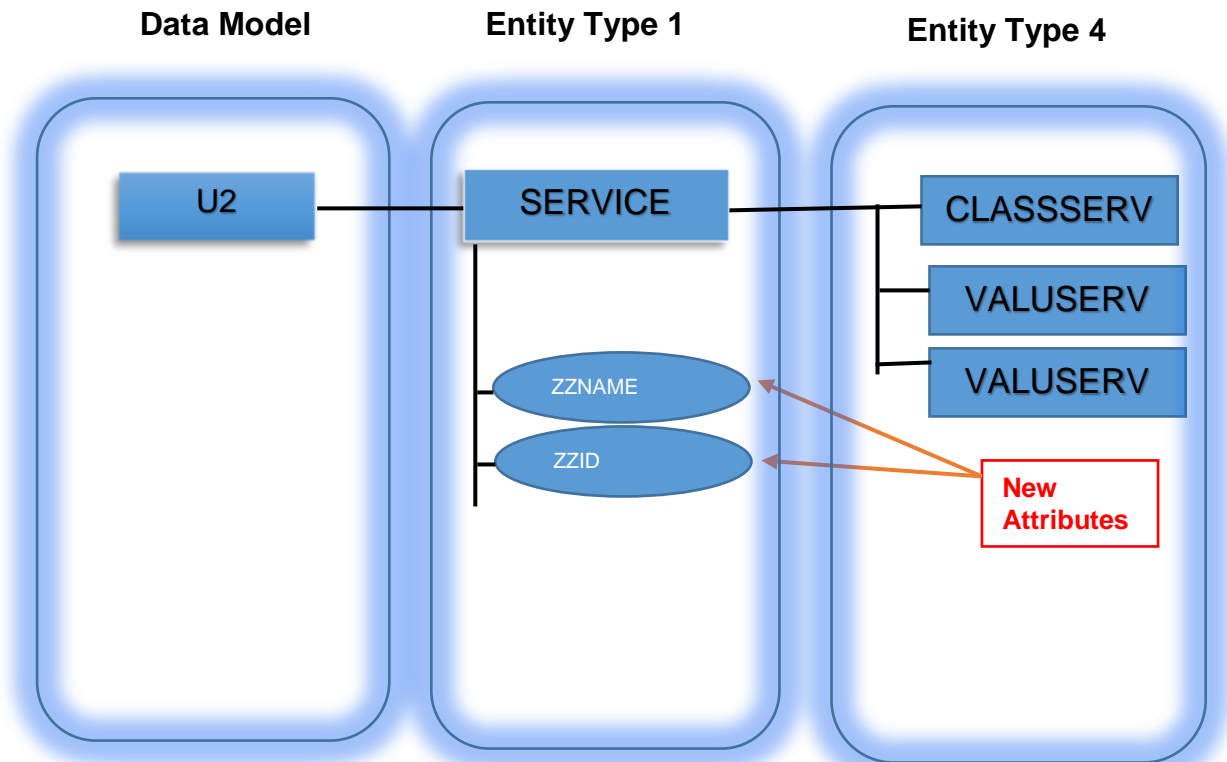 Data Model
Entity Type 1
Entity Type 4
U2
SERVICE
CLASSSERV
VALUSERV
VALUSERV
ZZNAME
ZZID
New
Attributes